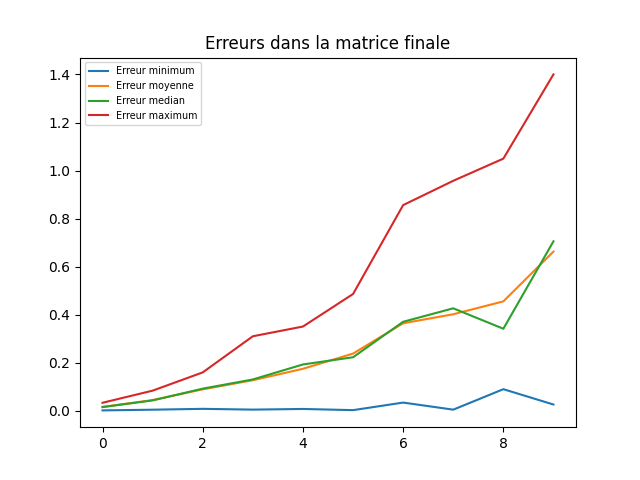 Erreurs dans la matrice finale
Erreur minimum
Erreur moyenne
Erreur median
Erreur maximum
1.4
1.2
1.0
0.8
0.6
0.4
0.2
0.0
0 2 4 6 8